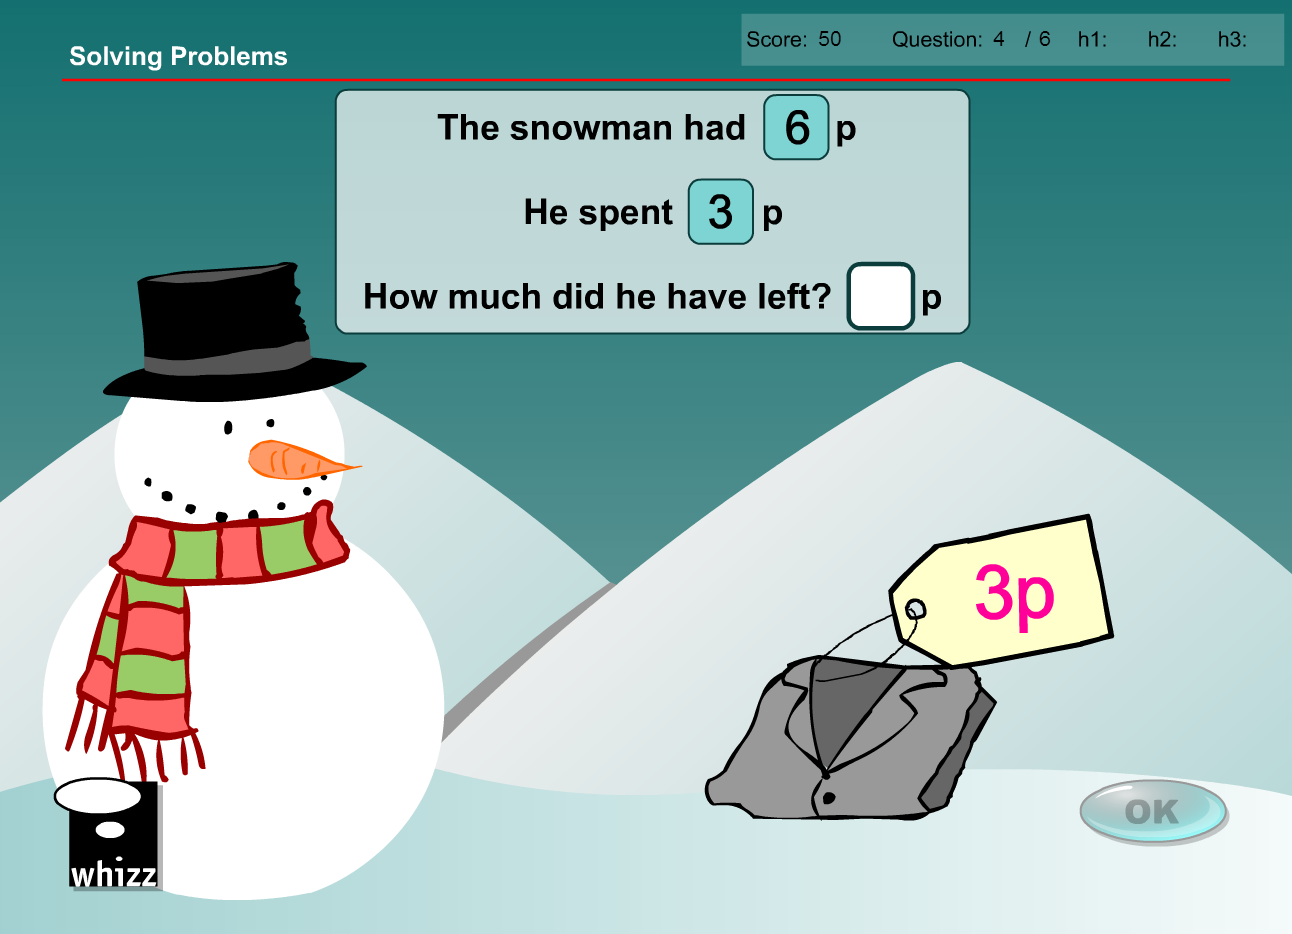 Solving Problems
Score: 50 Question: 4 / 6 h1: h2: h3:
The snowman had 6 p
He spent 3 p
How much did he have left? p
3p
OK
whizz